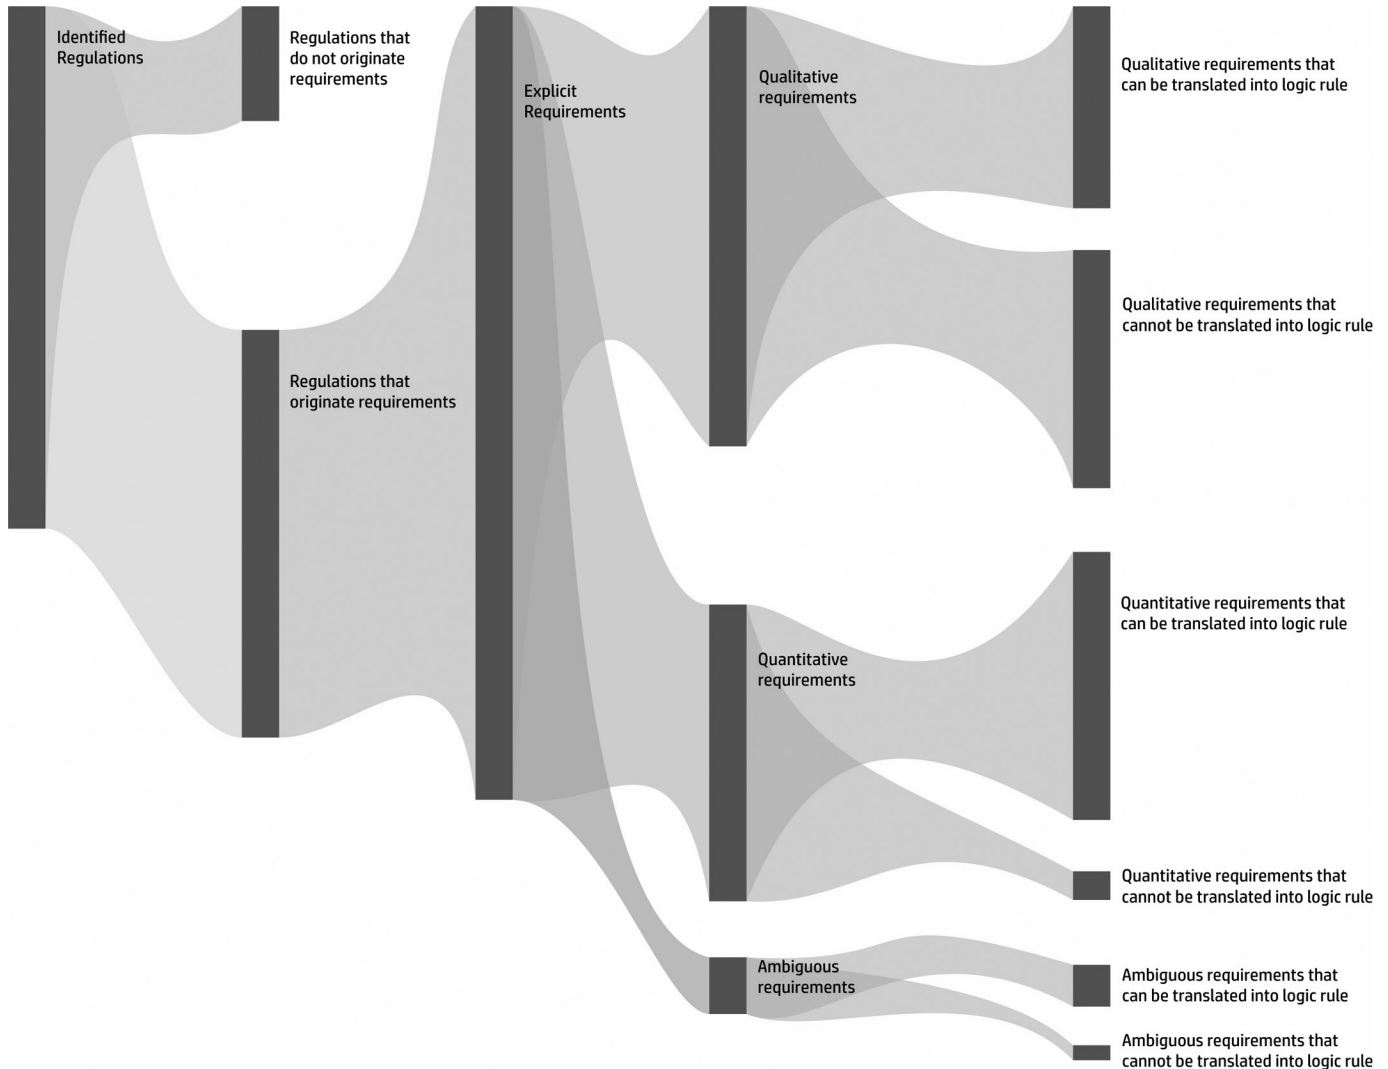 Identified
Regulations
Regulations that
do not originate
requirements
Regulations that
originate requirements
Explicit
Requirements
Qualitative
requirements
Quantitative
requirements
Ambiguous
requirements
Qualitative requirements that
can be translated into logic rule
Qualitative requirements that
cannot be translated into logic rule
Quantitative requirements that
can be translated into logic rule
Quantitative requirements that
cannot be translated into logic rule
Ambiguous requirements that
can be translated into logic rule
Ambiguous requirements that
cannot be translated into logic rule